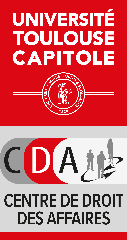 UNIVERSITÉ
TOULOUSE
CAPITOLE
CDA
CENTRE DE DROIT
DES AFFAIRES